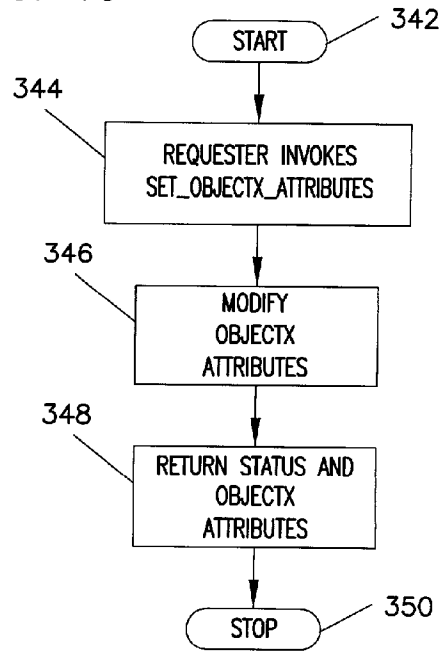 342
START
344
REQUESTER INVOKES
SET_OBJECTX_ATTRIBUTES
346
MODIFY
OBJECTX
ATTRIBUTES
348
RETURN STATUS AND
OBJECTX
ATTRIBUTES
350
STOP